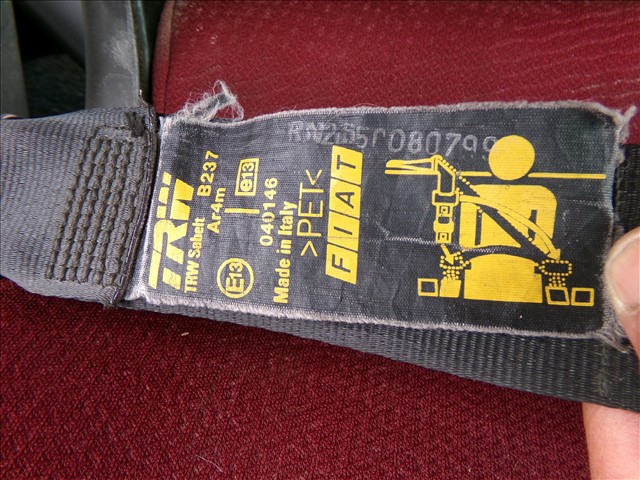 TRW
TRW Sabelt B237
Ar4m
e13
E13
040146
Made in Italy
>PET<
FIAT